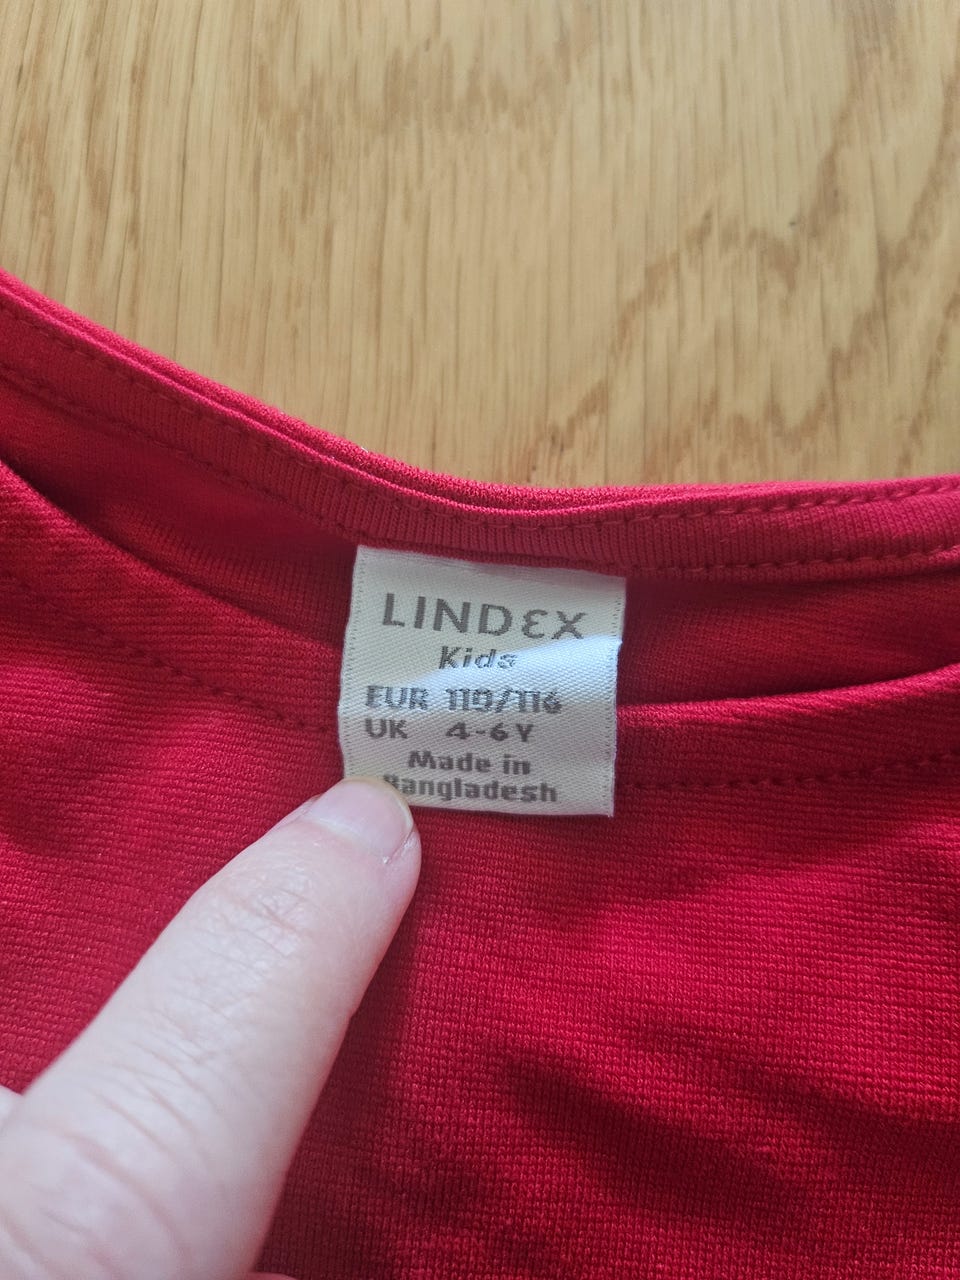 LINDEX
Kids
EUR 110/116
UK 4-6Y
Made in
Bangladesh